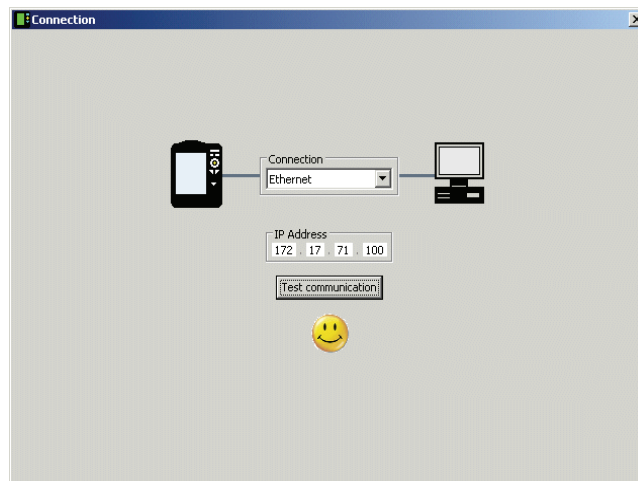 Connection
Connection
Ethernet
IP Address
172 . 17 . 71 . 100
Test communication